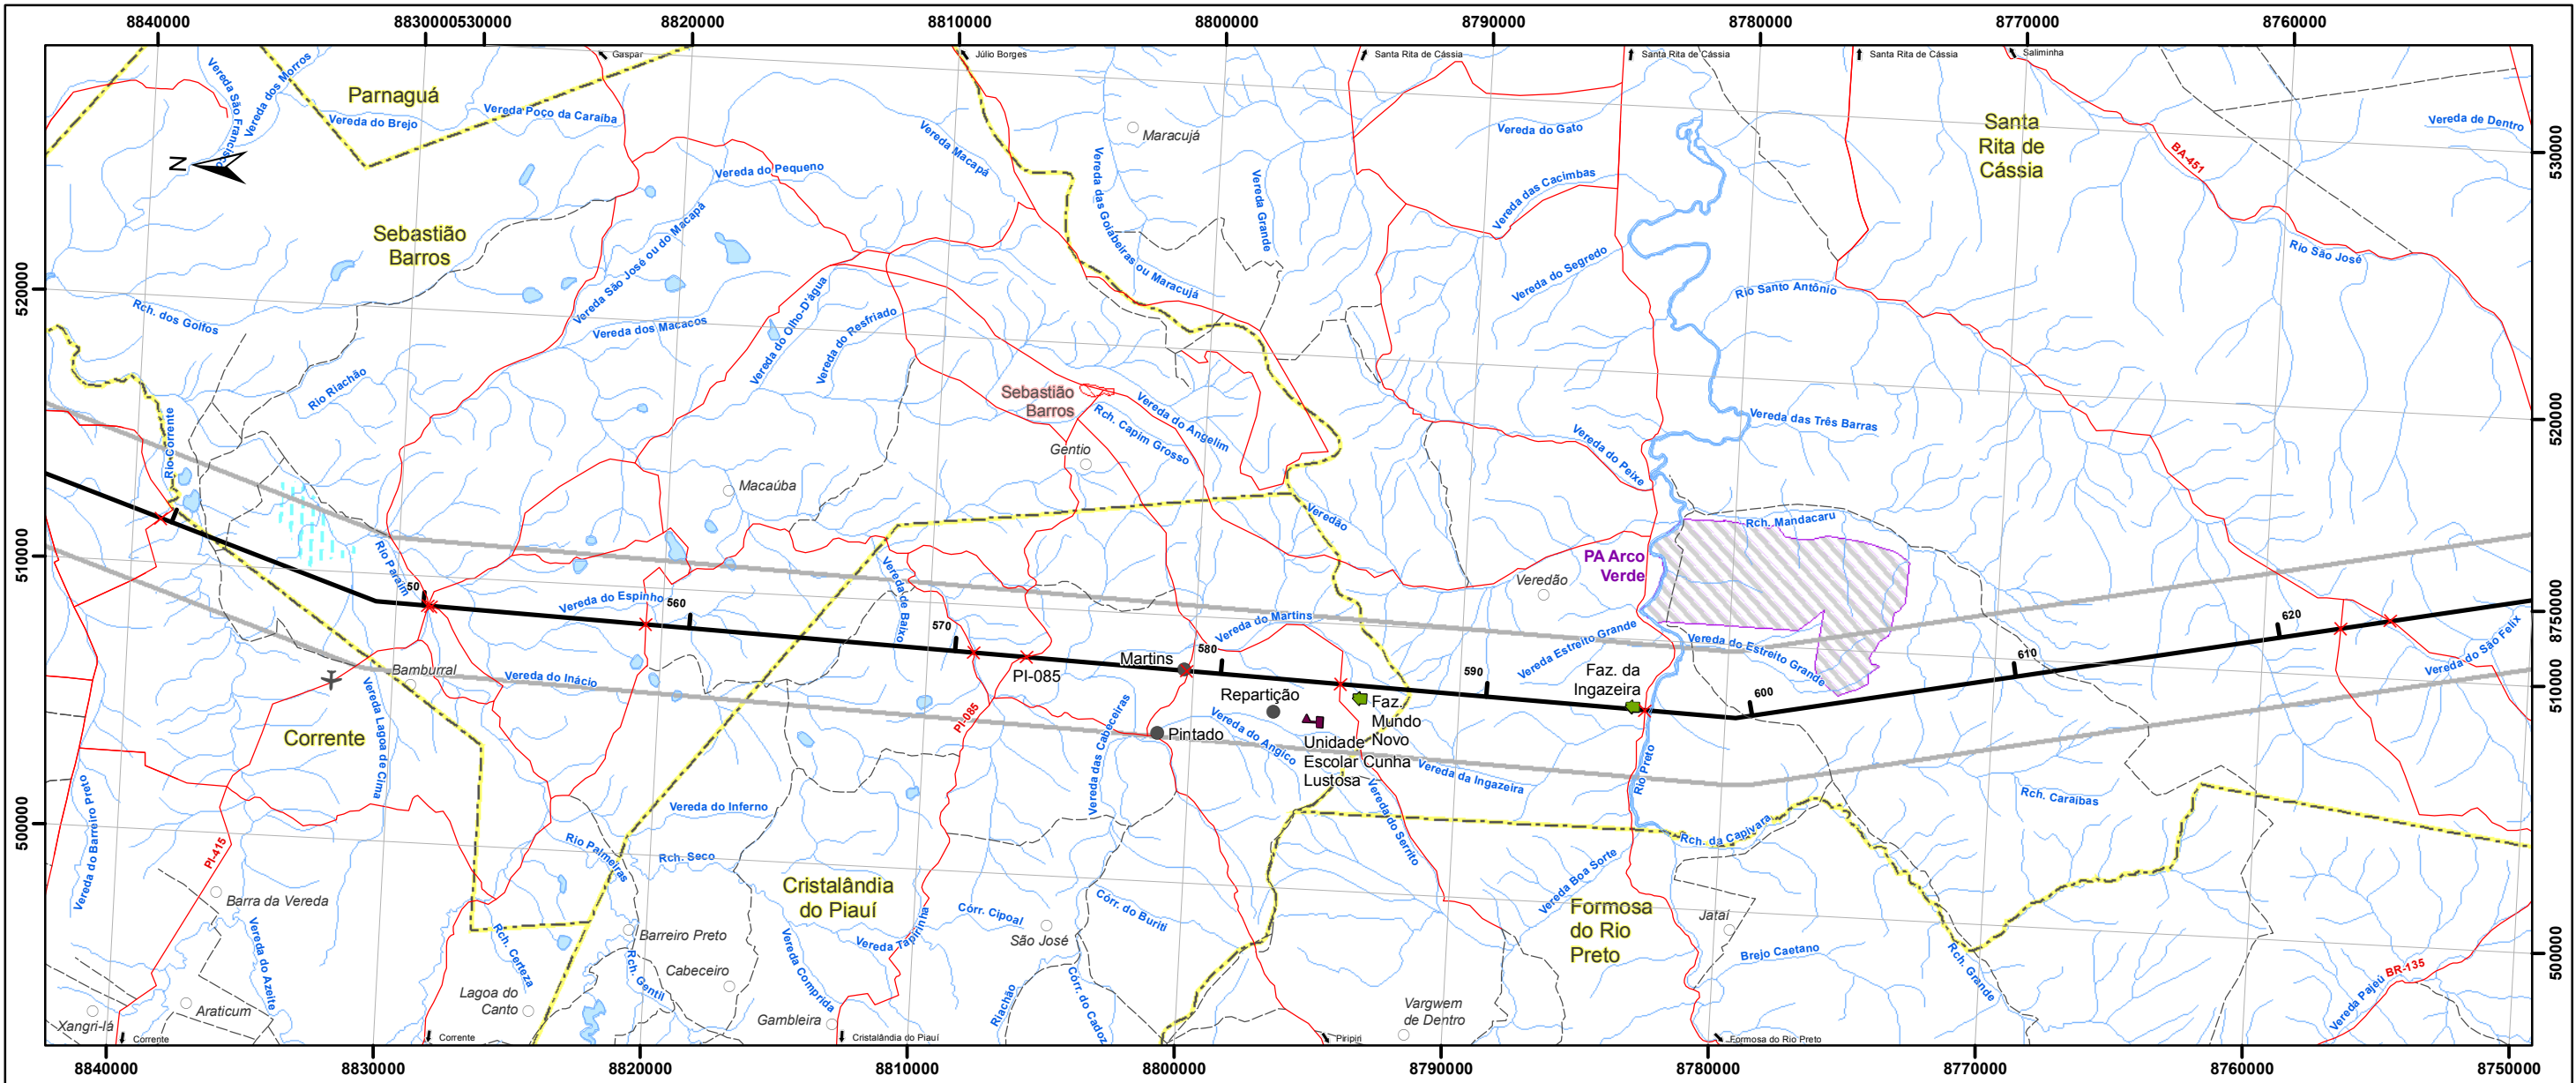 8840000
8830000530000
8820000
8810000
8800000
8790000
8780000
8770000
8760000
Gaspar
Júlio Borges
Santa Rita de Cássia
Santa Rita de Cássia
Santa Rita de Cássia
Saliminha
Vereda São Francisco
Vereda dos Morros
Parnaguá
Vereda do Brejo
Vereda Poço da Caraíba
Vereda Macapá
Maracujá
Vereda do Gato
Santa
Rita de
Cássia
Vereda de Dentro
BA-451
530000
N
Vereda do Pequeno
Vereda das Goiabeiras ou Maracujá
Vereda Grande
Vereda das Cacimbas
Sebastião
Barros
Vereda São José ou do Macapá
Vereda do Segredo
Rio São José
520000
Rch. dos Golfos
Vereda dos Macacos
Vereda do Olho-D'água
Vereda do Resfriado
Rio Santo Antônio
Rio Riachão
Sebastião
Barros
Rch. Capim Grosso
Vereda do Angelim
Vereda das Três Barras
520000
Rio Corrente
Gentio
Vereda do Peixe
Macaúba
Veredão
Rch. Mandacaru
510000
Rio Paraim
50
Vereda do Espinho
560
Vereda de Baixo
570
PA Arco
Verde
Veredão
Vereda do Martins
580
Vereda Estreito Grande
Vereda do Estreito Grande
620
8750000
Bamburral
Vereda do Inácio
Martins
PI-085
Repartição
590
Faz. da
Ingazeira
600
610
Vereda do São Felix
510000
Faz.
Mundo
Novo
Corrente
Vereda Lagoa de Cima
PI-085
Vereda das Cabeceiras
Pintado
Vereda do Angico
Unidade
Escolar Cunha
Lustosa
Vereda da Ingazeira
Rio Preto
Vereda do Barreiro Preto
Vereda do Inferno
Vereda do Serrito
Rch. Caraíbas
500000
PI-415
Rio Palmeiras
Rch. Seco
Rch. da Capivara
Barra da Vereda
Cristalândia
do Piauí
Vereda Boa Sorte
Vereda do Azeite
Rch. Certeza
Barreiro Preto
Vereda Tapirinha
Córr. Cipoal
Córr. do Buriti
São José
Formosa
do Rio
Preto
Jataí
Brejo Caetano
500000
Cabeceiro
Rch. Gentil
Vereda Comprida
Riachão
Córr. do Cadoz
Rch. Grande
BR-135
Vereda Pajeú
Xangri-lá
Araticum
Lagoa do
Canto
Gambleira
Vargwem
de Dentro
Corrente
Corrente
Cristalândia do Piauí
Piripiri
Formosa do Rio Preto
8840000
8830000
8820000
8810000
8800000
8790000
8780000
8770000
8760000
8750000